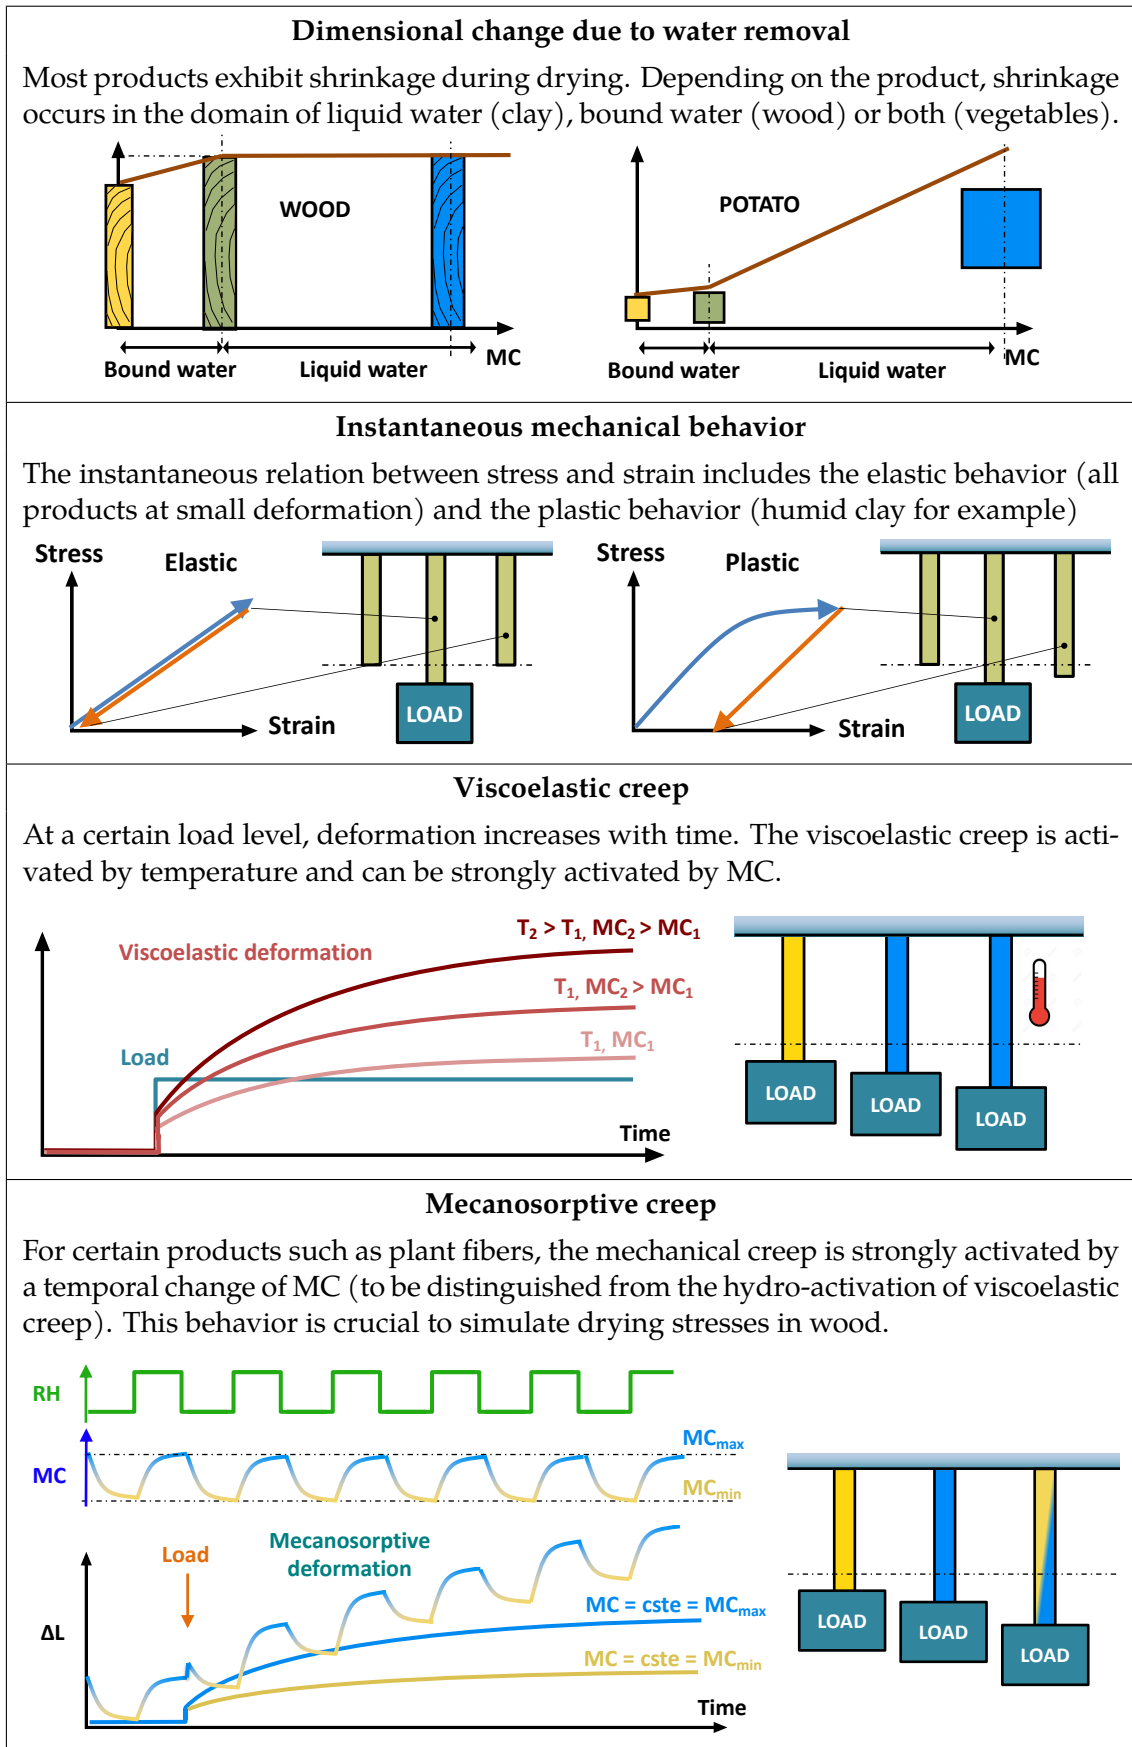 Dimensional change due to water removal
Most products exhibit shrinkage during drying. Depending on the product, shrinkage
occurs in the domain of liquid water (clay), bound water (wood) or both (vegetables).
WOOD
Bound water
Liquid water
MC
POTATO
Bound water
Liquid water
MC
Instantaneous mechanical behavior
The instantaneous relation between stress and strain includes the elastic behavior (all
products at small deformation) and the plastic behavior (humid clay for example)
Stress
Elastic
LOAD
Strain
Stress
Plastic
LOAD
Strain
Viscoelastic creep
At a certain load level, deformation increases with time. The viscoelastic creep is acti-
vated by temperature and can be strongly activated by MC.
T2 > T1, MC2 > MC1
Viscoelastic deformation
T1, MC2 > MC1
T1, MC1
Load
Time
LOAD
LOAD
LOAD
Mecanosorptive creep
For certain products such as plant fibers, the mechanical creep is strongly activated by
a temporal change of MC (to be distinguished from the hydro-activation of viscoelastic
creep). This behavior is crucial to simulate drying stresses in wood.
RH
MCmax
MC
MCmin
Mecanosorptive
deformation
Load
MC = cste = MCmax
ΔL
MC = cste = MCmin
Time
LOAD
LOAD
LOAD